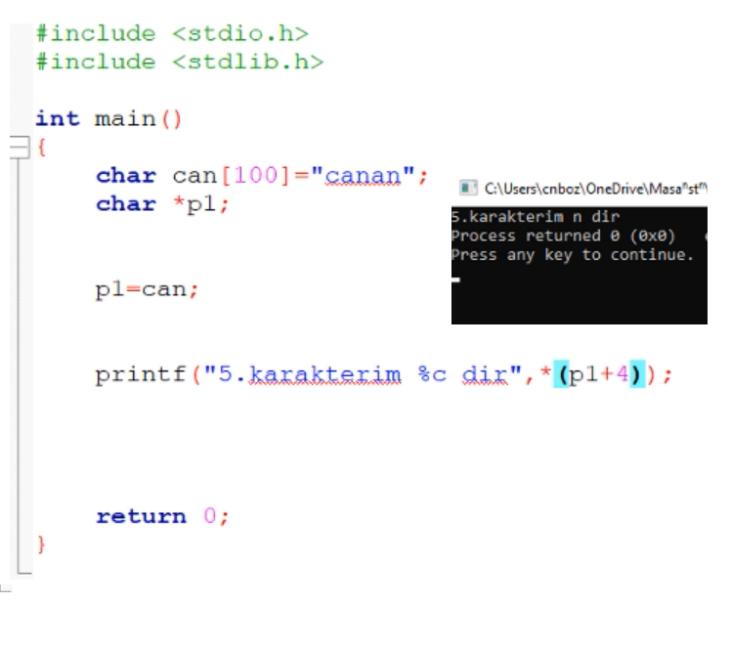 #include <stdio.h>
#include <stdlib.h>
int main()
{
char can[100]="canan";
char *p1;
p1=can;
printf("5.karakterim %c dir",*(p1+4));
return 0;
}
C:\Users\cnboz\OneDrive\Masa
5.karakterim n dir
Process returned 0 (0x0)
Press any key to continue.